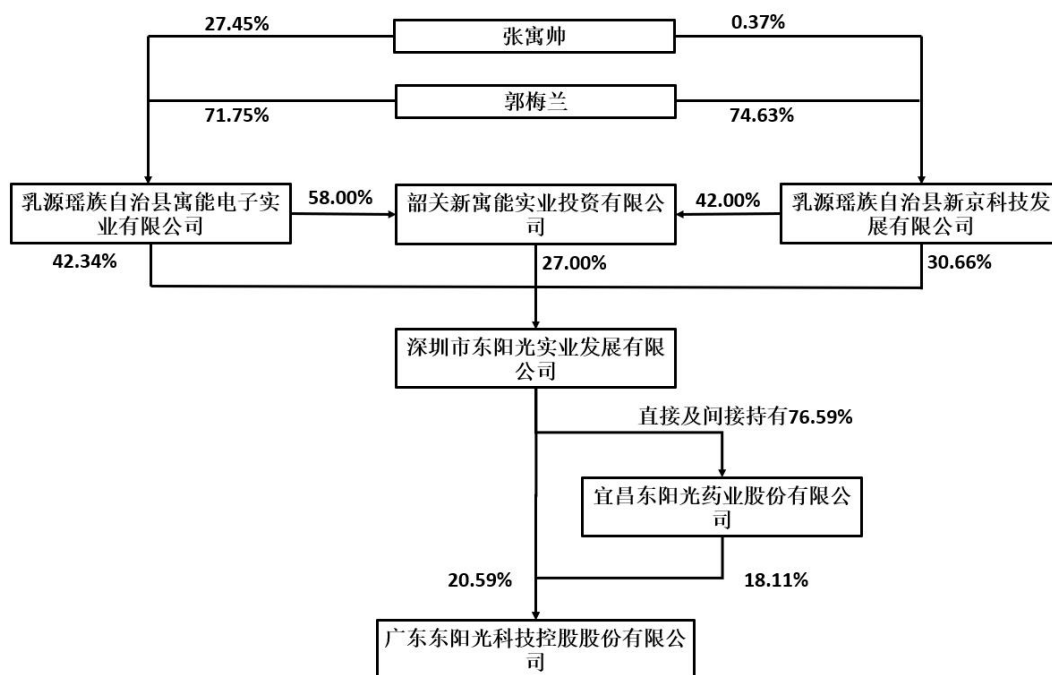 27.45%
张寓帅
0.37%
郭梅兰
71.75%
74.63%
乳源瑶族自治县寓能电子实
业有限公司
58.00%
韶关新寓能实业投资有限公
司
42.00%
乳源瑶族自治县新京科技发
展有限公司
42.34%
27.00%
30.66%
深圳市东阳光实业发展有限
公司
直接及间接持有76.59%
宜昌东阳光药业股份有限公
司
20.59%
18.11%
广东东阳光科技控股股份有限公
司